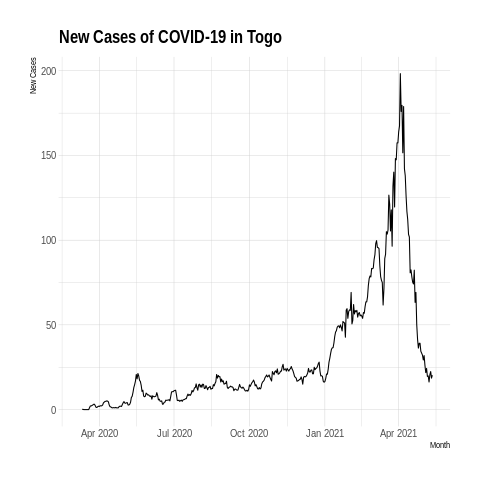 New Cases of COVID-19 in Togo
New Cases
200
150
100
50
0
Apr 2020
Jul 2020
Oct 2020
Jan 2021
Apr 2021
Month